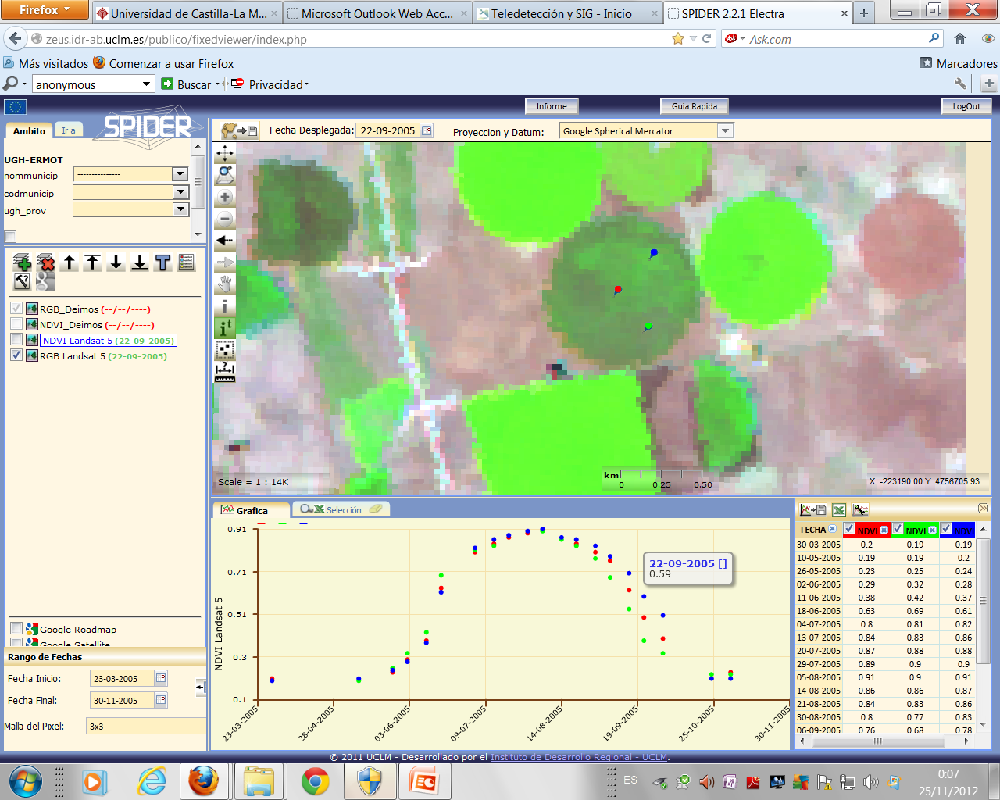 Firefox
Universidad de Castilla-La M...
Microsoft Outlook Web Acc...
Teledetección y SIG - Inicio
SPIDER 2.2.1 Electra
zeus.idr-ab.uclm.es/publico/fixedviewer/index.php
Ask
Ask.com
Más visitados
Comenzar a usar Firefox
Marcadores
anonymous
Buscar
Privacidad
Informe
Guia Rapida
LogOut
Ambito
Ir a
SPIDER
Fecha Desplegada:
22-09-2005
Proyeccion y Datum:
Google Spherical Mercator
UGH-ERMOT
nommunicip
---------------
codmunicip
ugh_prov
RGB_Deimos (--/--/----)
NDVI_Deimos (--/--/----)
NDVI Landsat 5 (22-09-2005)
RGB Landsat 5 (22-09-2005)
Google Roadmap
Google Satellite
Rango de Fechas
Fecha Inicio:
23-03-2005
Fecha Final:
30-11-2005
Malla del Pixel:
3x3
Scale = 1 : 14K
km
0 0.25 0.50
X: -223190.00 Y: 4756705.93
Grafica
Selección
NDVI Landsat 5
0.91
0.71
0.51
0.3
0.1
23-03-2005
28-04-2005
03-06-2005
09-07-2005
14-08-2005
19-09-2005
25-10-2005
30-11-2005
22-09-2005 []
0.59
FECHA NDVI NDVI NDV
30-03-2005 0.2 0.19 0.19
10-05-2005 0.19 0.19 0.2
26-05-2005 0.23 0.25 0.24
02-06-2005 0.29 0.32 0.28
11-06-2005 0.38 0.42 0.37
18-06-2005 0.63 0.69 0.61
04-07-2005 0.8 0.81 0.82
13-07-2005 0.84 0.83 0.86
20-07-2005 0.87 0.88 0.88
29-07-2005 0.89 0.9 0.9
05-08-2005 0.91 0.9 0.91
14-08-2005 0.86 0.86 0.87
21-08-2005 0.84 0.83 0.86
30-08-2005 0.8 0.77 0.83
06-09-2005 0.76 0.68 0.78
© 2011 UCLM - Desarrollado por el Instituto de Desarrollo Regional - UCLM.
ES
0:07
25/11/2012